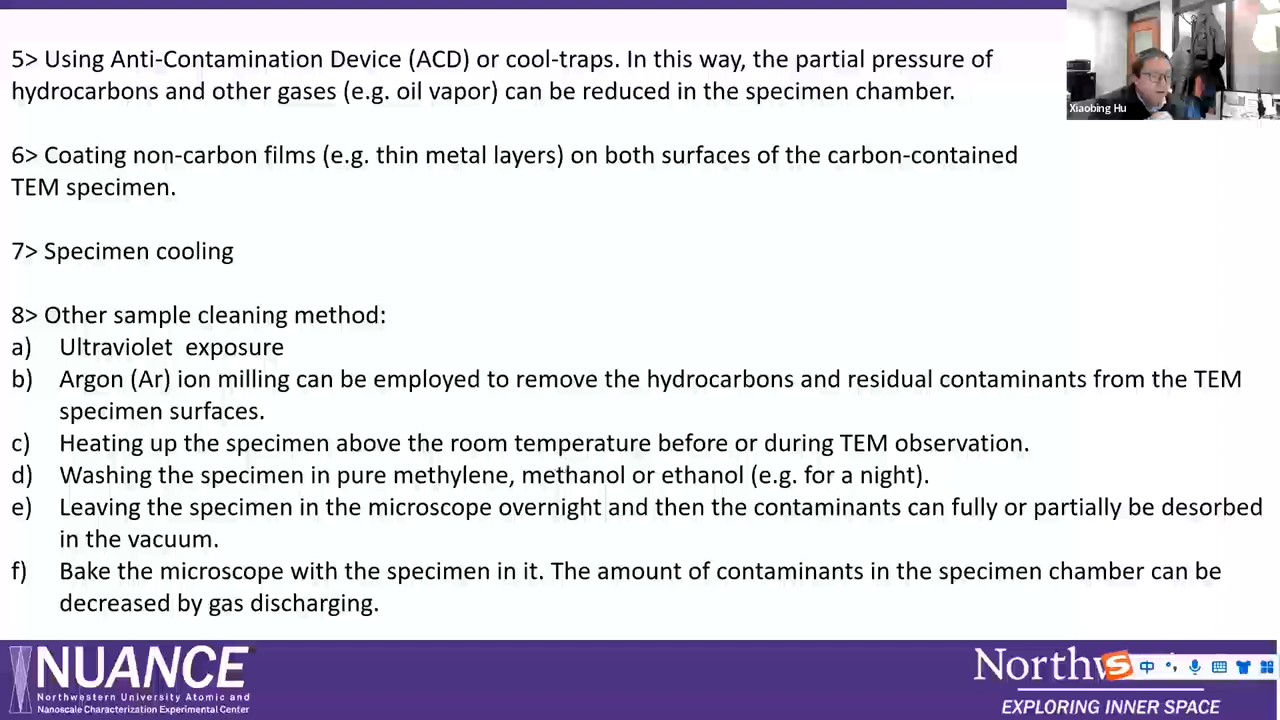 5> Using Anti-Contamination Device (ACD) or cool-traps. In this way, the partial pressure of
hydrocarbons and other gases (e.g. oil vapor) can be reduced in the specimen chamber.
Xiaobing Hu
6> Coating non-carbon films (e.g. thin metal layers) on both surfaces of the carbon-contained
TEM specimen.
7> Specimen cooling
8> Other sample cleaning method:
a) Ultraviolet exposure
b) Argon (Ar) ion milling can be employed to remove the hydrocarbons and residual contaminants from the TEM
specimen surfaces.
c) Heating up the specimen above the room temperature before or during TEM observation.
d) Washing the specimen in pure methylene, methanol or ethanol (e.g. for a night).
e) Leaving the specimen in the microscope overnight and then the contaminants can fully or partially be desorbed
in the vacuum.
f) Bake the microscope with the specimen in it. The amount of contaminants in the specimen chamber can be
decreased by gas discharging.
NUANCE
Northwestern University Atomic and
Nanoscale Characterization Experimental Center
中
EXPLORING INNER SPACE